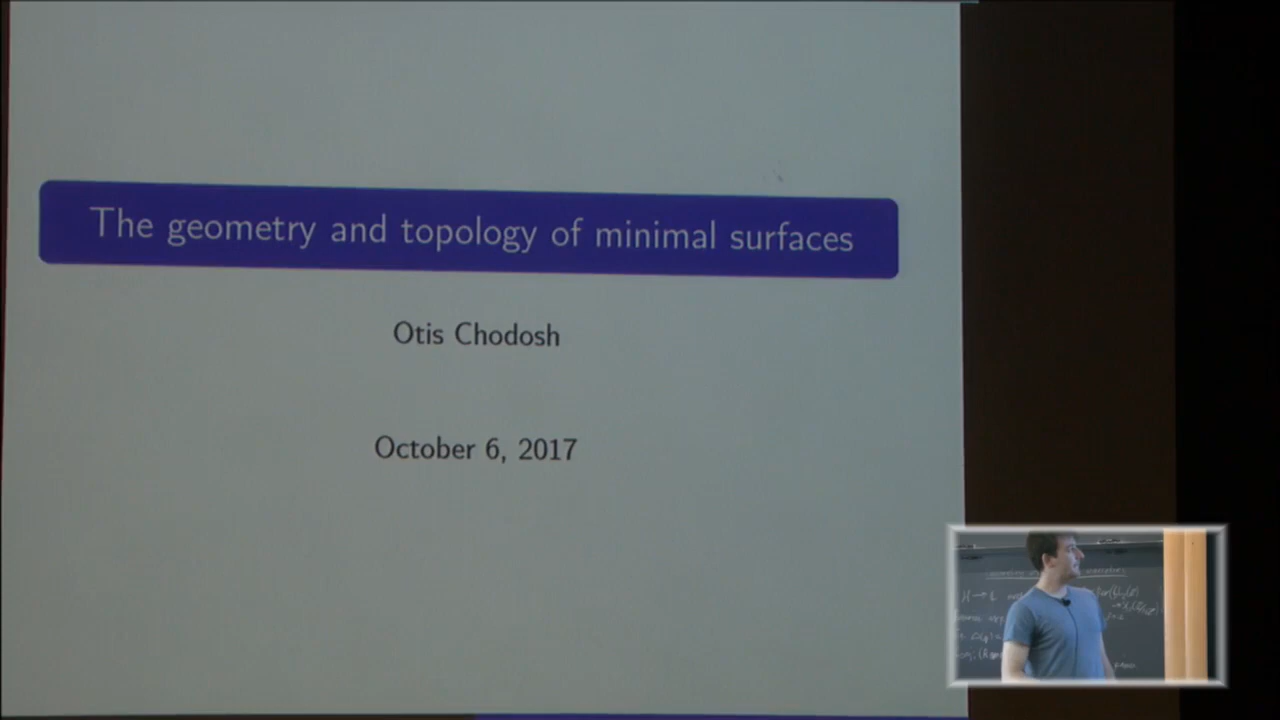 The geometry and topology of minimal surfaces
Otis Chodosh
October 6, 2017